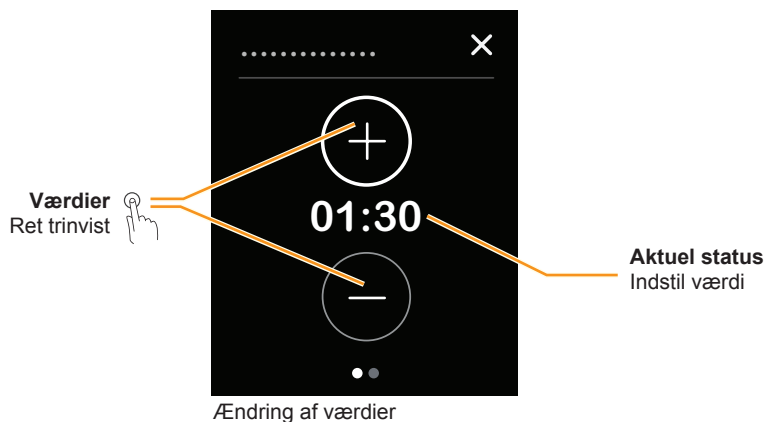 ..............
Værdier
Ret trinvist
01:30
Aktuel status
Indstil værdi
Ændring af værdier